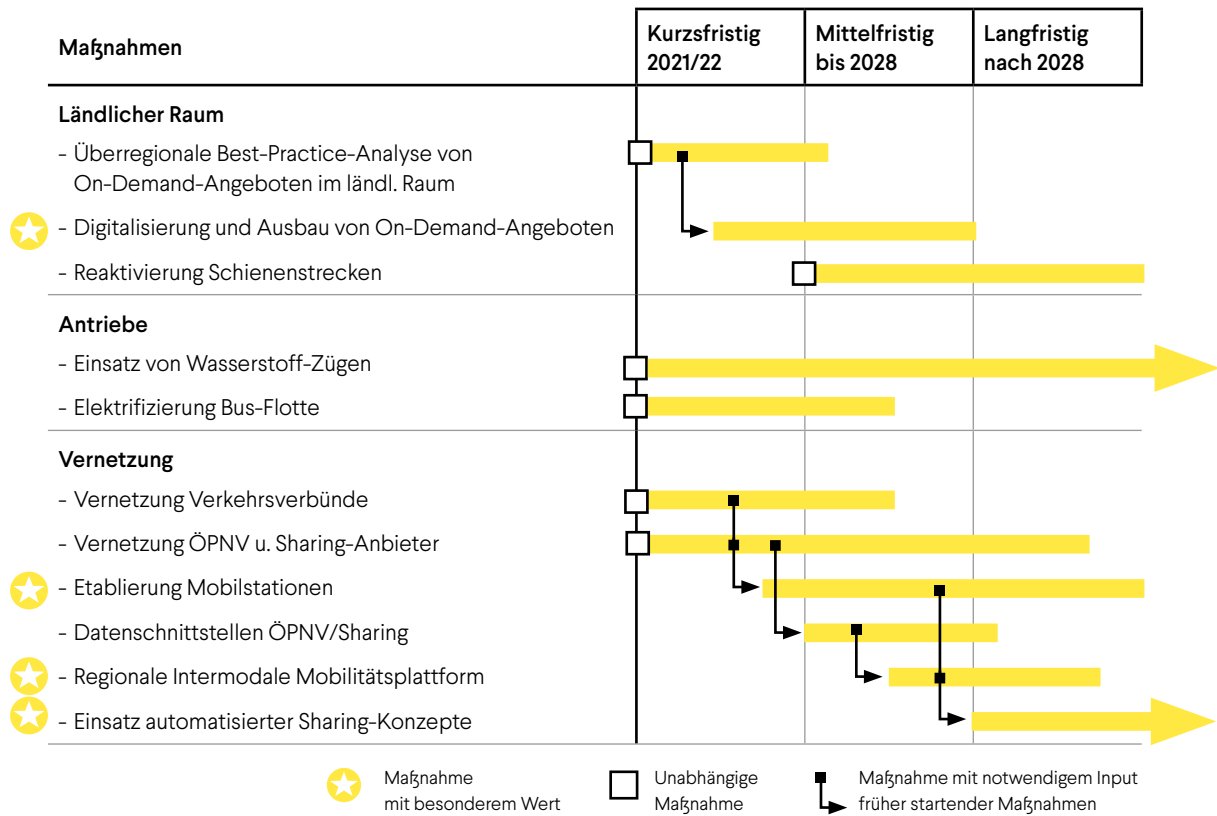 Maßnahmen
Kurzsfristig
2021/22
Mittelfristig
bis 2028
Langfristig
nach 2028
Ländlicher Raum
- Überregionale Best-Practice-Analyse von
On-Demand-Angeboten im ländl. Raum
- Digitalisierung und Ausbau von On-Demand-Angeboten
- Reaktivierung Schienenstrecken
Antriebe
- Einsatz von Wasserstoff-Zügen
- Elektrifizierung Bus-Flotte
Vernetzung
- Vernetzung Verkehrsverbünde
- Vernetzung ÖPNV u. Sharing-Anbieter
- Etablierung Mobilstationen
- Datenschnittstellen ÖPNV/Sharing
- Regionale Intermodale Mobilitätsplattform
- Einsatz automatisierter Sharing-Konzepte
Maßnahme
mit besonderem Wert
Unabhängige
Maßnahme
Maßnahme mit notwendigem Input
früher startender Maßnahmen